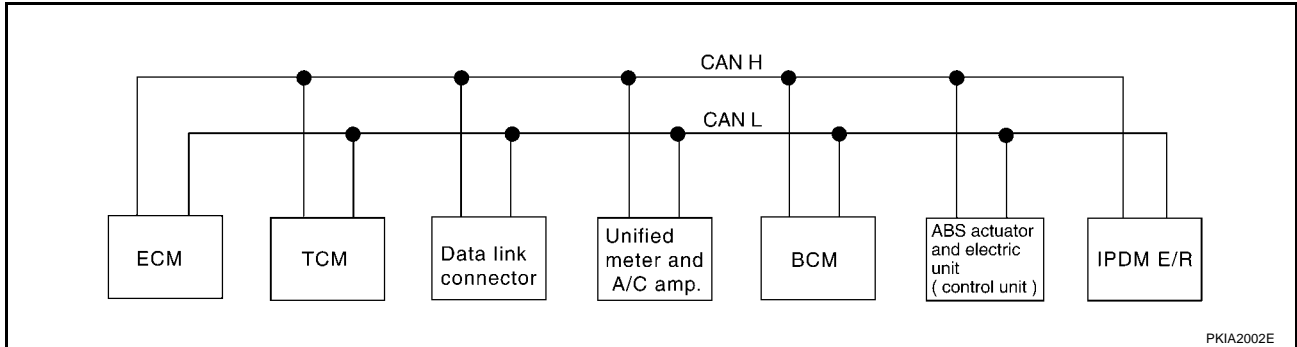 CAN H
CAN L
ECM
TCM
Data link
connector
Unified
meter and
A/C amp.
BCM
ABS actuator
and electric
unit
( control unit )
IPDM E/R
PKIA2002E